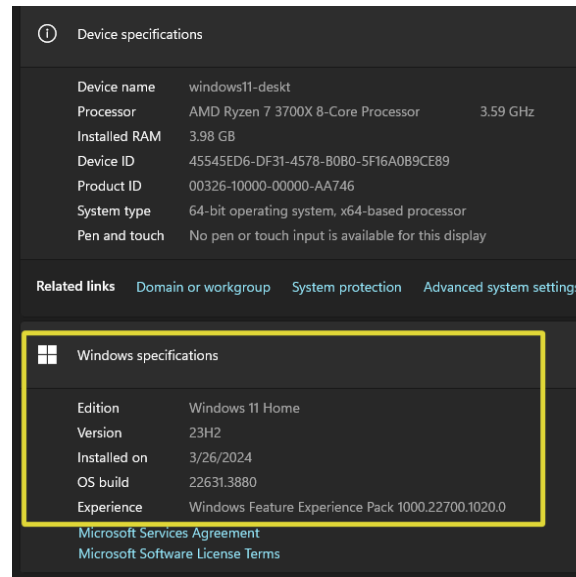 Device specifications
Device name windows11-deskt
Processor AMD Ryzen 7 3700X 8-Core Processor 3.59 GHz
Installed RAM 3.98 GB
Device ID 45545ED6-DF31-4578-B0B0-5F16A0B9CE89
Product ID 00326-10000-00000-AA746
System type 64-bit operating system, x64-based processor
Pen and touch No pen or touch input is available for this display
Related links Domain or workgroup System protection Advanced system settings
Windows specifications
Edition Windows 11 Home
Version 23H2
Installed on 3/26/2024
OS build 22631.3880
Experience Windows Feature Experience Pack 1000.22700.1020.0
Microsoft Services Agreement
Microsoft Software License Terms